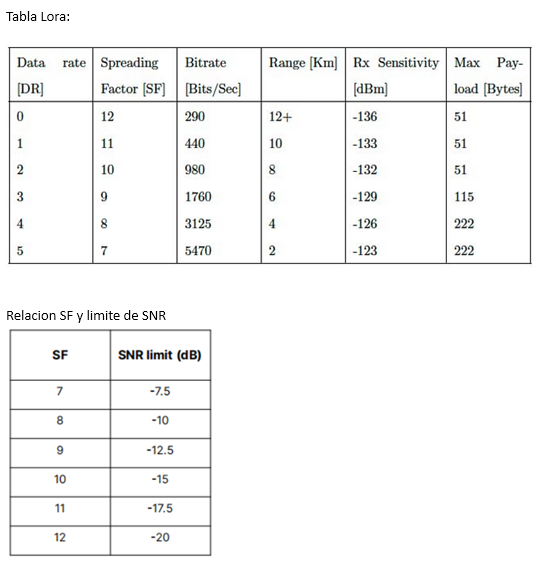 Tabla Lora:
Data rate [DR] Spreading Factor [SF] Bitrate [Bits/Sec] Range [Km] Rx Sensitivity [dBm] Max Pay-load [Bytes]
0 12 290 12+ -136 51
1 11 440 10 -133 51
2 10 980 8 -132 51
3 9 1760 6 -129 115
4 8 3125 4 -126 222
5 7 5470 2 -123 222
Relacion SF y limite de SNR
SF SNR limit (dB)
7 -7.5
8 -10
9 -12.5
10 -15
11 -17.5
12 -20